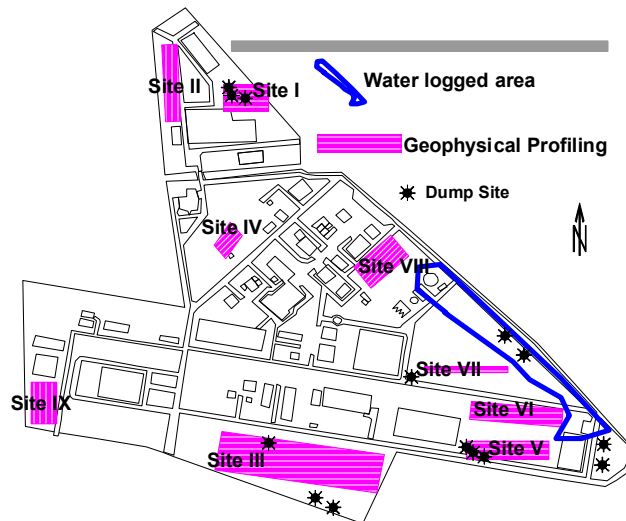 Site II
Site I
Water logged area
Geophysical Profiling
Dump Site
N
Site IV
Site VIII
Site VII
Site IX
Site VI
Site V
Site III